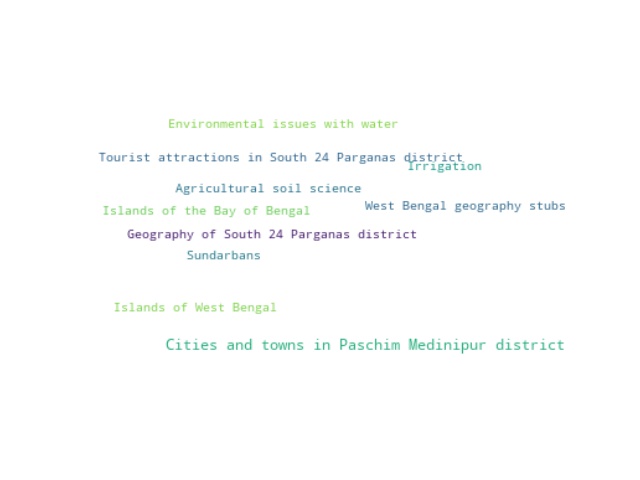 Environmental issues with water
Tourist attractions in South 24 Parganas district
Irrigation
Agricultural soil science
West Bengal geography stubs
Islands of the Bay of Bengal
Geography of South 24 Parganas district
Sundarbans
Islands of West Bengal
Cities and towns in Paschim Medinipur district